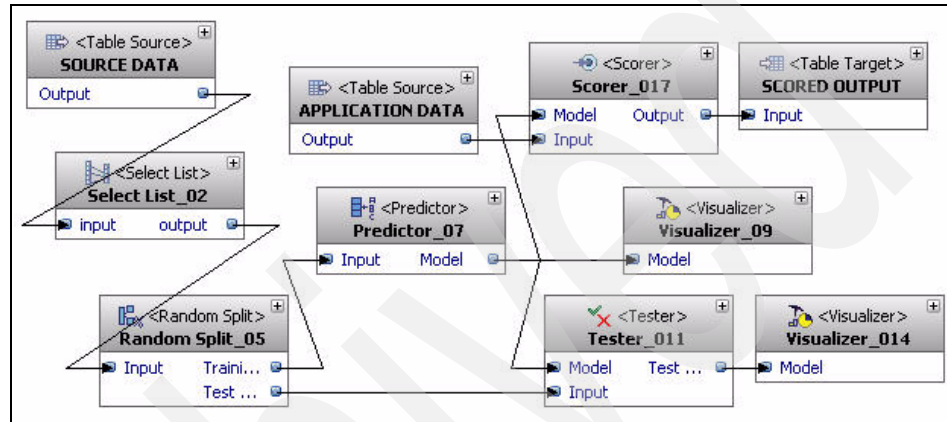 <Table Source>
SOURCE DATA
Output
<Select List>
Select List_02
input output
<Random Split>
Random Split_05
Input Traini...
Test ...
<Table Source>
APPLICATION DATA
Output
<Predictor>
Predictor_07
Input Model
<Scorer>
Scorer_017
Model Output
Input
<Table Target>
SCORED OUTPUT
Input
<Visualizer>
Visualizer_09
Model
<Tester>
Tester_011
Model Test ...
Input
<Visualizer>
Visualizer_014
Model